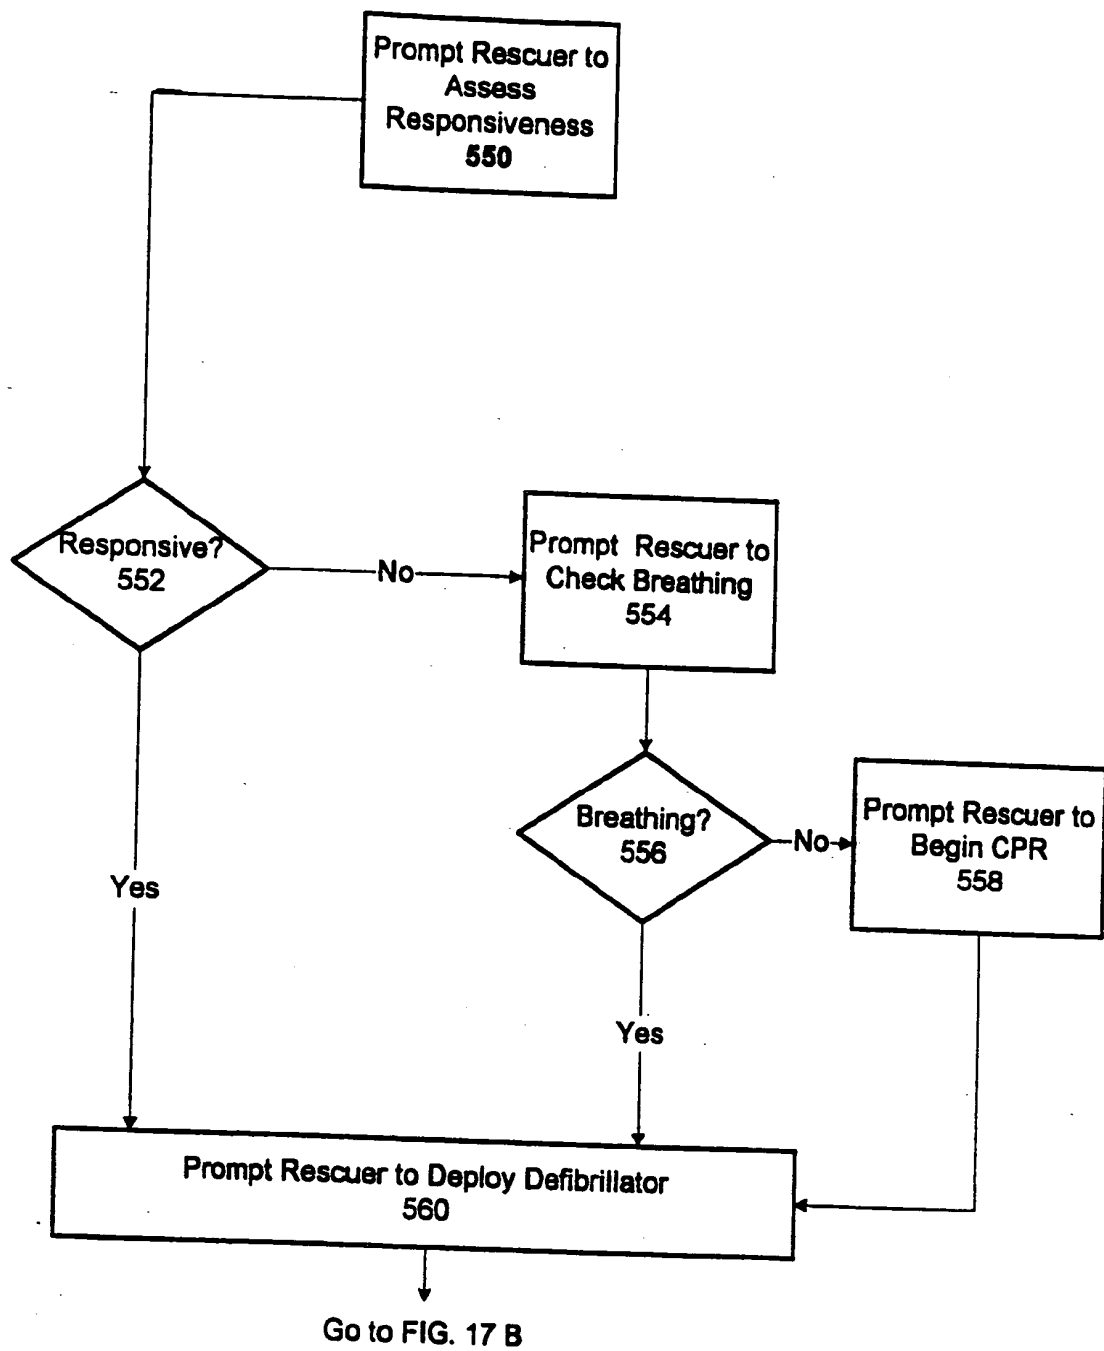 Prompt Rescuer to
Assess
Responsiveness
550
Responsive?
552
No
Prompt Rescuer to
Check Breathing
554
Breathing?
556
No
Prompt Rescuer to
Begin CPR
558
Yes
Yes
Prompt Rescuer to Deploy Defibrillator
560
Go to FIG. 17 B